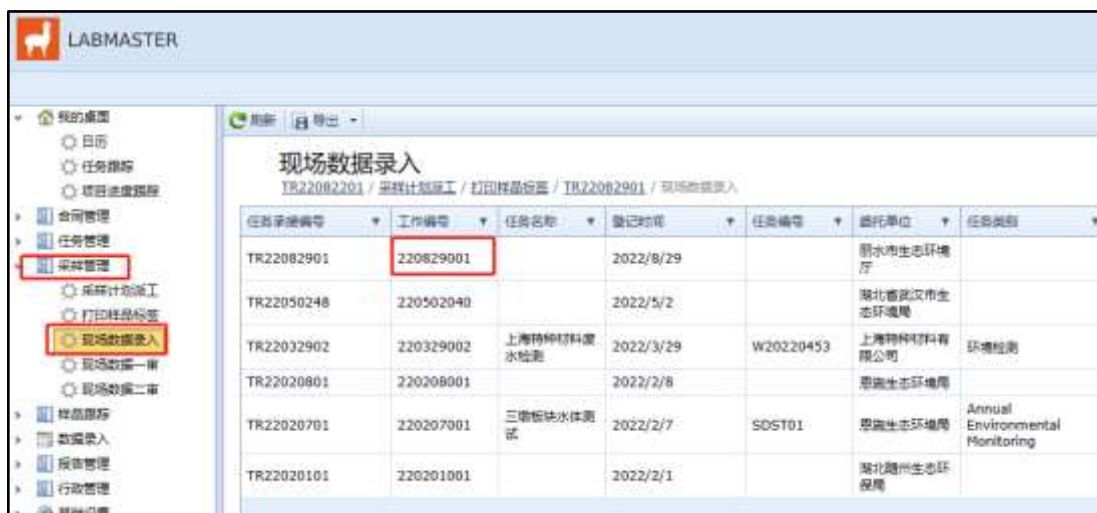 LABMASTER
我的桌面
日历
任务跟踪
项目进度跟踪
合同管理
任务管理
采样管理
采样计划派工
打印样品标签
现场数据录入
现场数据一审
现场数据二审
样品跟踪
数据录入
报告管理
行政管理
基础设置
刷新 导出
现场数据录入
TR22082201 / 采样计划派工 / 打印样品标签 / TR22082901 / 现场数据录入
任务承接编号 工作编号 任务名称 登记时间 任务编号 委托单位 任务类别
TR22082901 220829001 2022/8/29 丽水市生态环境
厅
TR22050248 220502040 2022/5/2 湖北省武汉市生
态环境局
TR22032902 220329002 上海特种材料废 2022/3/29 W20220453 上海特种材料有 环境检测
水检测 限公司
TR22020801 220208001 2022/2/8 恩施生态环境局
TR22020701 220207001 三墩板块水体测 2022/2/7 SDST01 恩施生态环境局 Annual
试 Environmental
Monitoring
TR22020101 220201001 2022/2/1 湖北随州生态环
保局